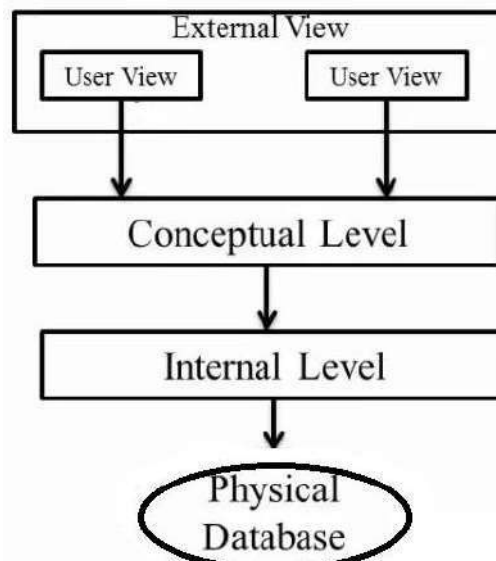 External View
User View
User View
Conceptual Level
Internal Level
Physical
Database